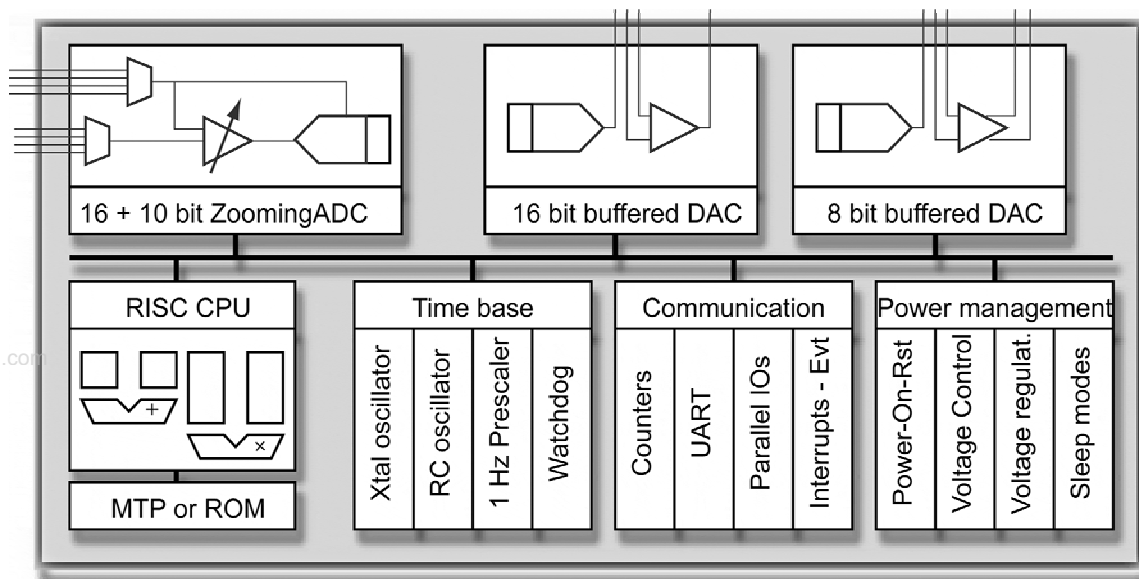 16 + 10 bit ZoomingADC
16 bit buffered DAC
8 bit buffered DAC
RISC CPU
+
×
MTP or ROM
Time base
Xtal oscillator
RC oscillator
1 Hz Prescaler
Watchdog
Communication
Counters
UART
Parallel IOs
Interrupts - Evt
Power management
Power-On-Rst
Voltage Control
Voltage regulat.
Sleep modes
.com